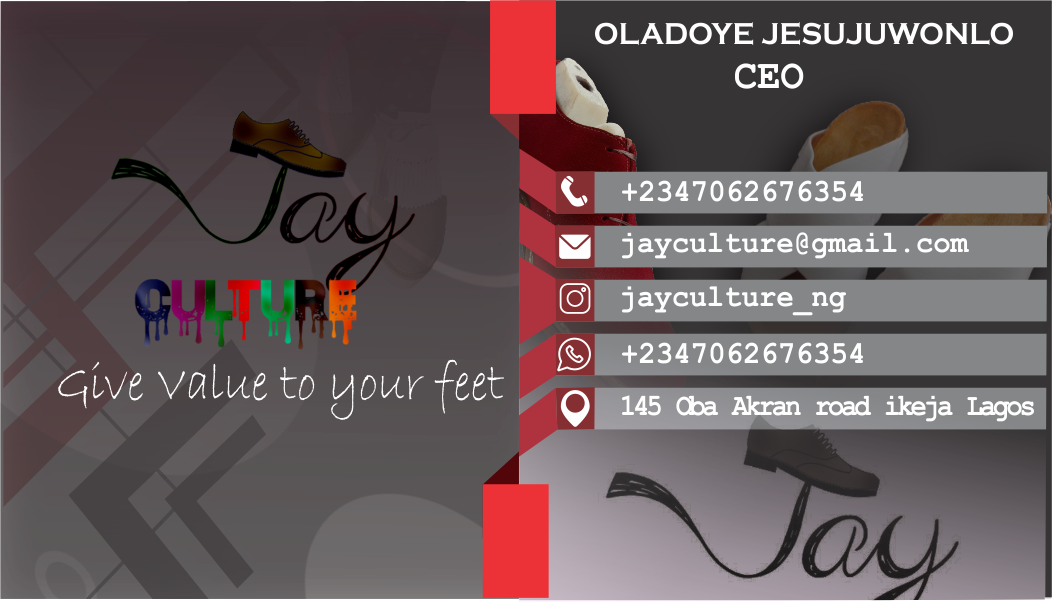 Jay
CULTURE
Give Value to your feet
OLADOYE JESUJUWONLO
CEO
+2347062676354
jayculture@gmail.com
jayculture_ng
+2347062676354
145 Oba Akran road ikeja Lagos
Jay